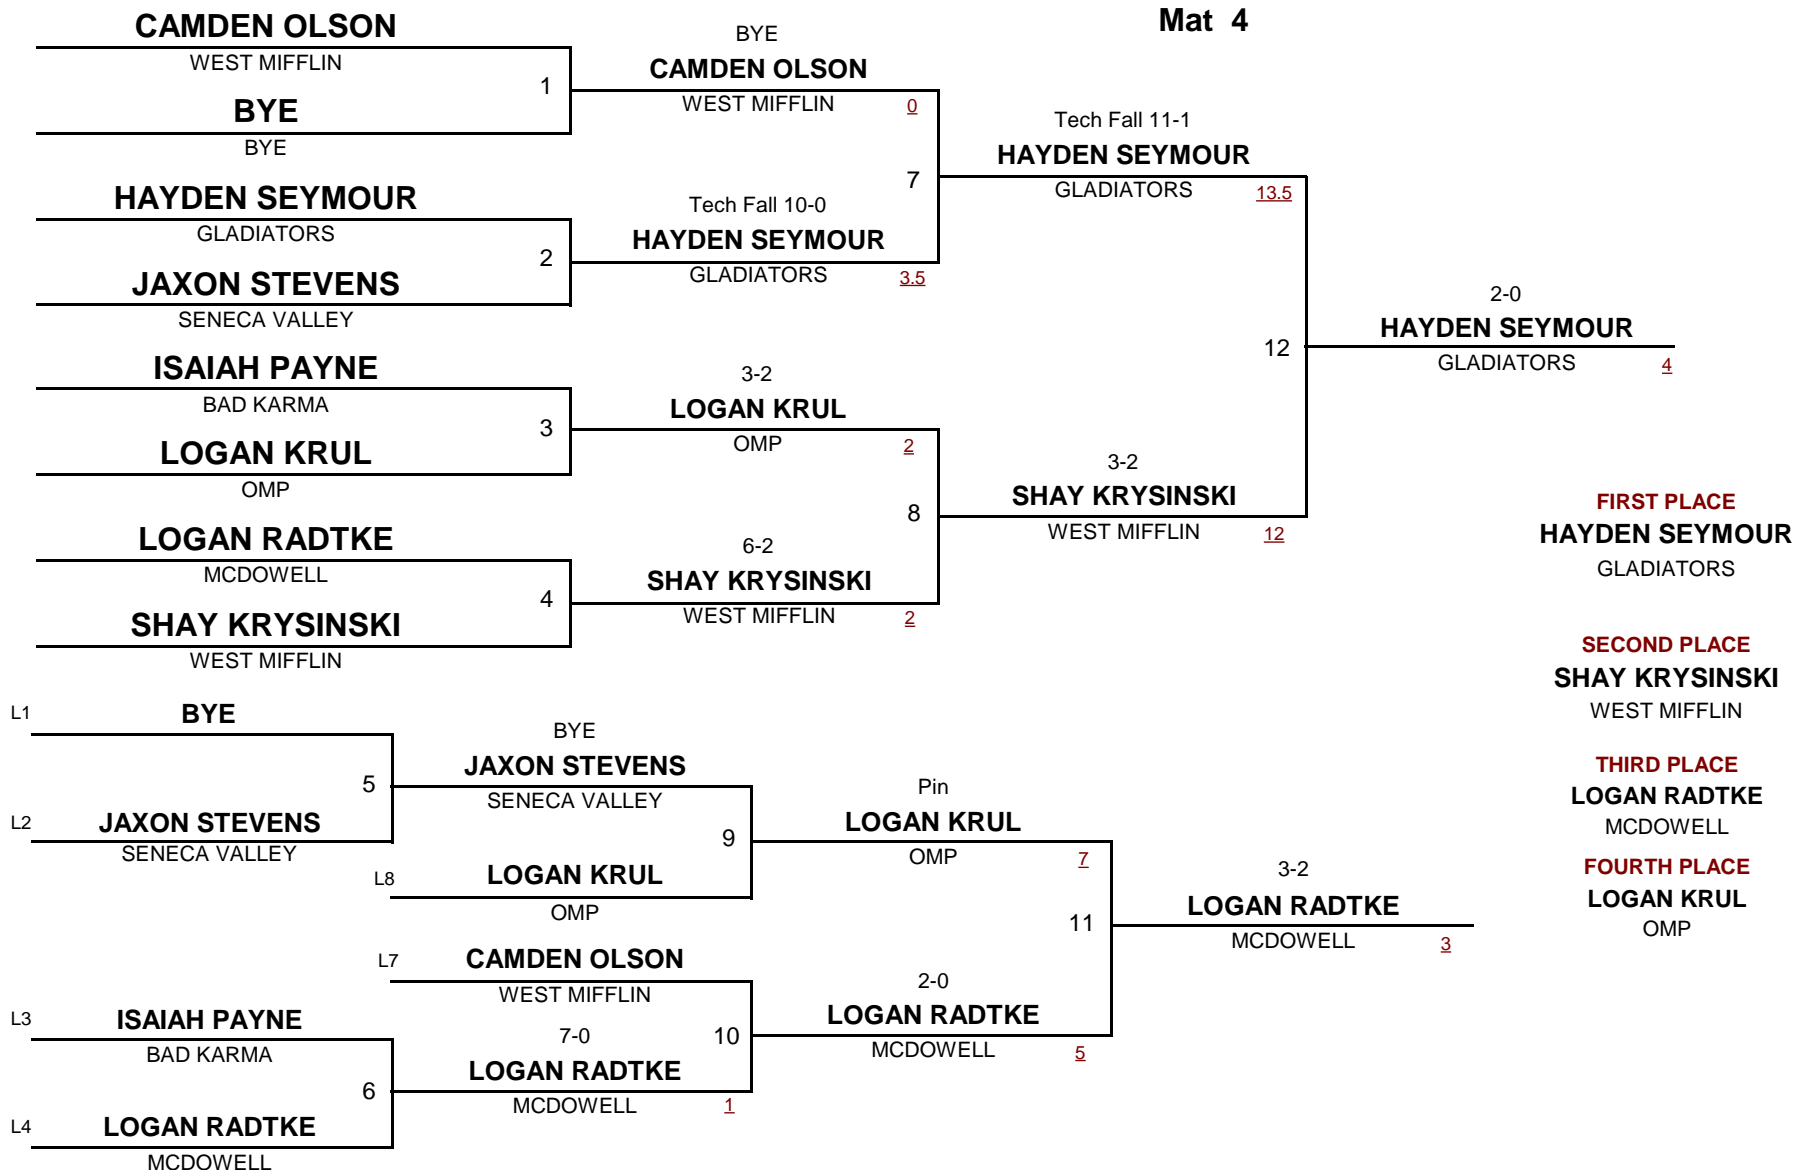 Mat 4
CAMDEN OLSON
WEST MIFFLIN
1
BYE
BYE
HAYDEN SEYMOUR
GLADIATORS
2
JAXON STEVENS
SENECA VALLEY
ISAIAH PAYNE
BAD KARMA
3
LOGAN KRUL
OMP
LOGAN RADTKE
MCDOWELL
4
SHAY KRYSINSKI
WEST MIFFLIN
BYE
CAMDEN OLSON
WEST MIFFLIN 0
7
Tech Fall 10-0
HAYDEN SEYMOUR
GLADIATORS 3.5
3-2
LOGAN KRUL
OMP 2
8
6-2
SHAY KRYSINSKI
WEST MIFFLIN 2
Tech Fall 11-1
HAYDEN SEYMOUR
GLADIATORS 13.5
12
3-2
SHAY KRYSINSKI
WEST MIFFLIN 12
2-0
HAYDEN SEYMOUR
GLADIATORS 4
FIRST PLACE
HAYDEN SEYMOUR
GLADIATORS
SECOND PLACE
SHAY KRYSINSKI
WEST MIFFLIN
THIRD PLACE
LOGAN RADTKE
MCDOWELL
FOURTH PLACE
LOGAN KRUL
OMP
L1 BYE
5
L2 JAXON STEVENS
SENECA VALLEY
L3 ISAIAH PAYNE
BAD KARMA
6
L4 LOGAN RADTKE
MCDOWELL
BYE
JAXON STEVENS
SENECA VALLEY
9
L8 LOGAN KRUL
OMP
L7 CAMDEN OLSON
WEST MIFFLIN
10
7-0
LOGAN RADTKE
MCDOWELL 1
Pin
LOGAN KRUL
OMP 7
11
2-0
LOGAN RADTKE
MCDOWELL 5
3-2
LOGAN RADTKE
MCDOWELL 3